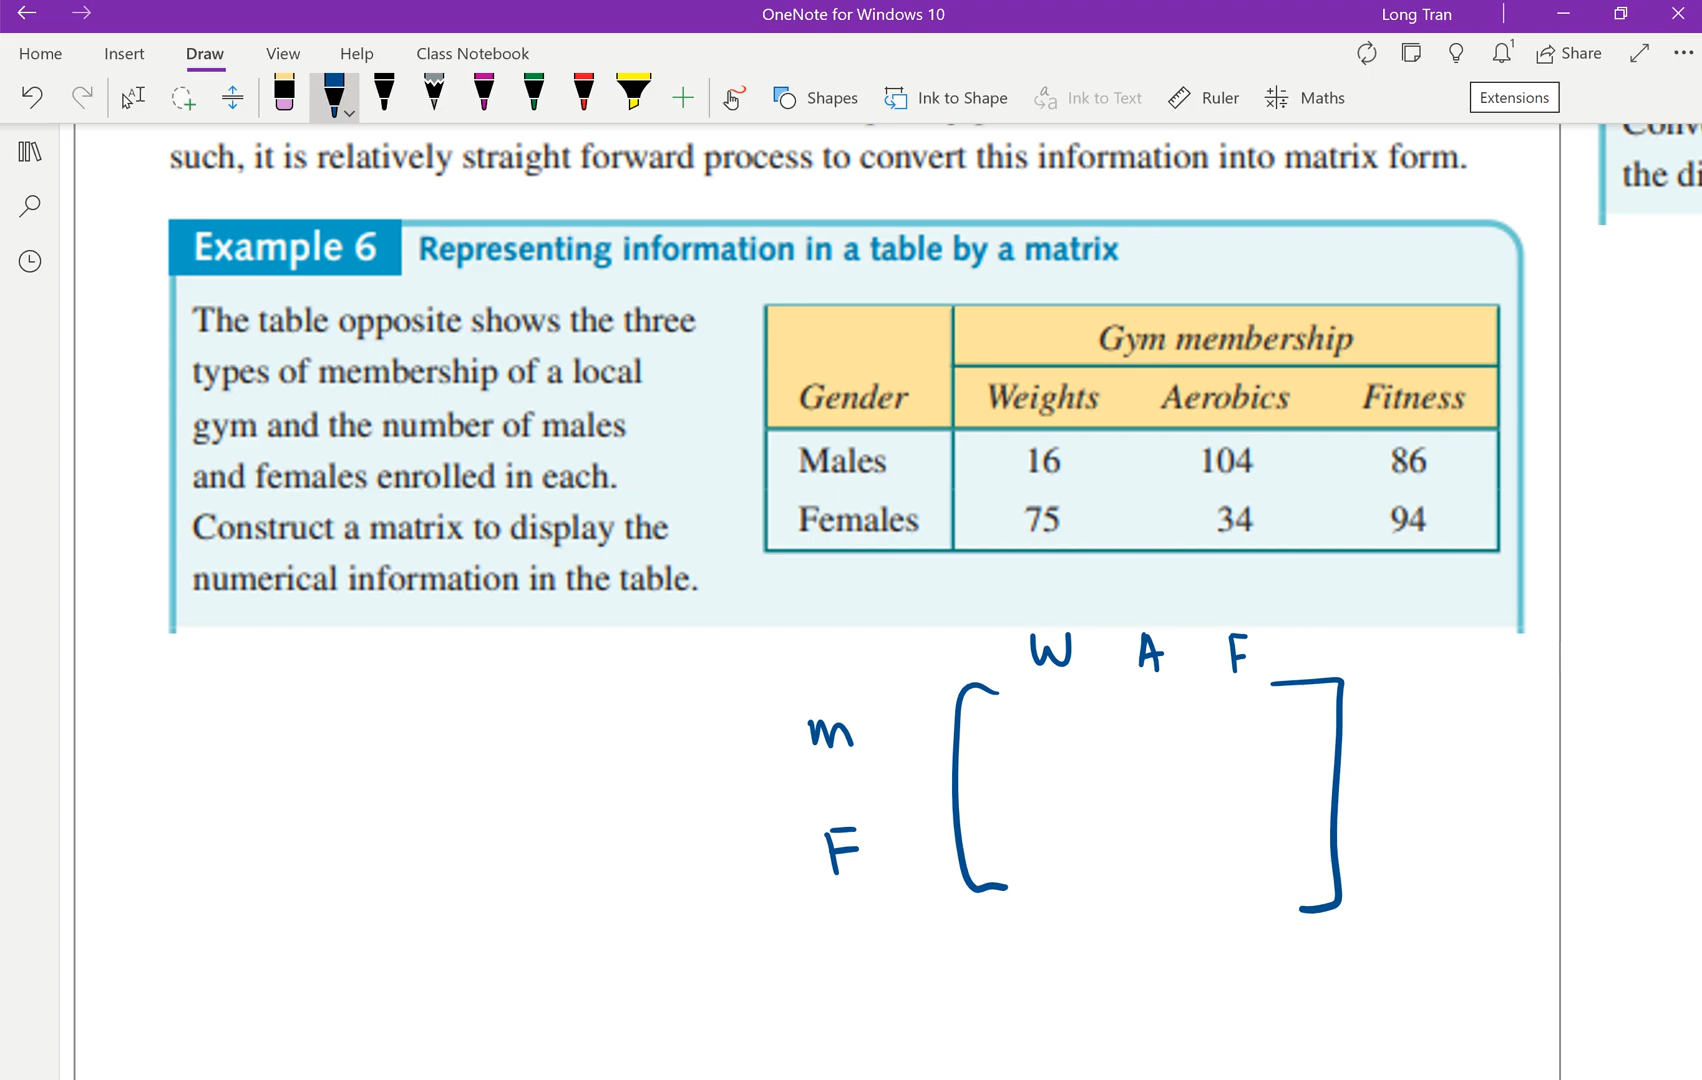 OneNote for Windows 10
Long Tran
Home Insert Draw View Help Class Notebook
1
Share
Shapes Ink to Shape Ink to Text Ruler Maths
Extensions
such, it is relatively straight forward process to convert this information into matrix form.
the di
Example 6 Representing information in a table by a matrix
The table opposite shows the three
types of membership of a local
gym and the number of males
and females enrolled in each.
Construct a matrix to display the
numerical information in the table.
Gym membership
Gender Weights Aerobics Fitness
Males 16 104 86
Females 75 34 94
W A F
m
F